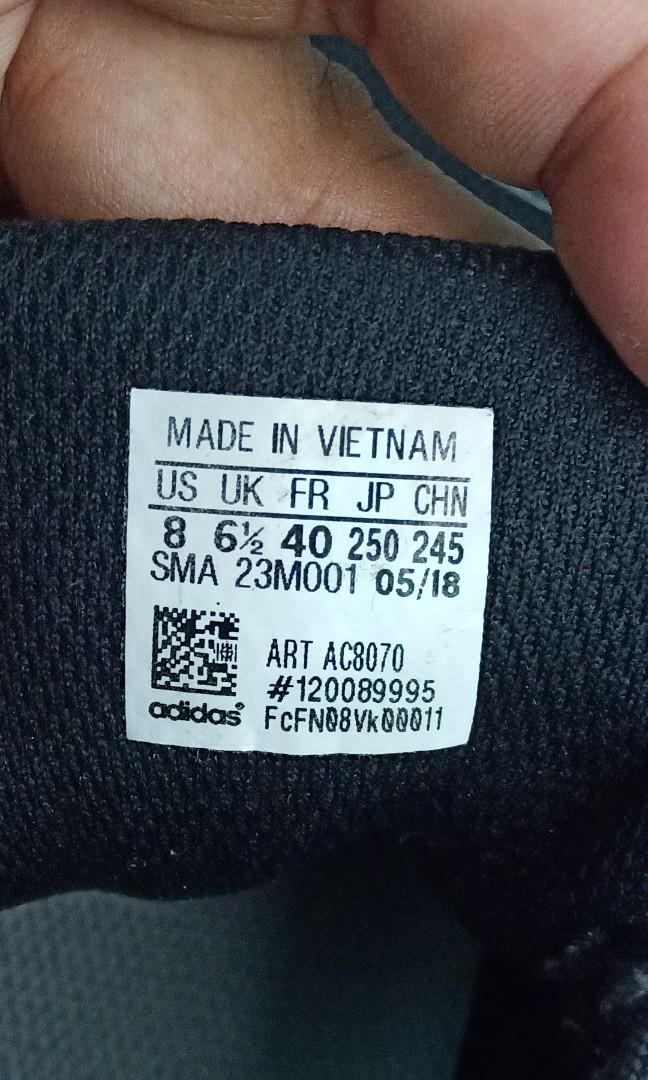 MADE IN VIETNAM
US UK FR JP CHN
8 6½ 40 250 245
SMA 23M001 05/18
ART AC8070
#120089995
adidas® FcFN08Vk00011